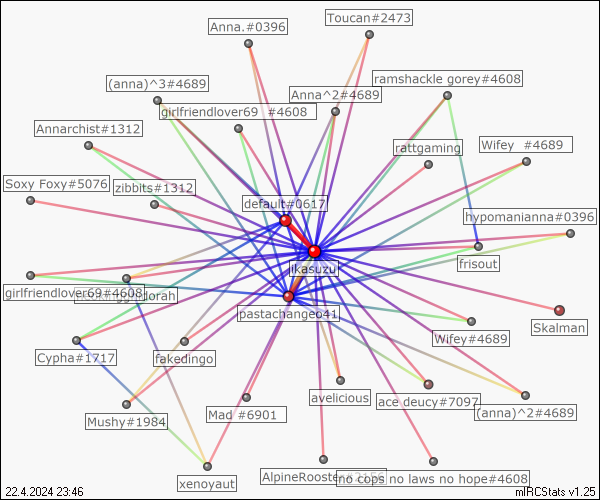 Anna.#0396
Toucan#2473
(anna)^3#4689
ramshackle gorey#4608
Anna^2#4689
girlfriendlover69 #4608
Annarchist#1312
rattgaming
Wifey #4689
Soxy Foxy#5076
zibbits#1312
default#0617
hypomanianna#0396
frisout
ikasuzu
girlfriendlover69#4608
pastachangeo41
Skalman
Wifey#4689
Cypha#1717
fakedingo
avelicious
ace deucy#7097
(anna)^2#4689
Mushy#1984
Mad #6901
xenoyaut
AlpineRooster
no cops no laws no hope#4608
22.4.2024 23:46
mIRCStats v1.25